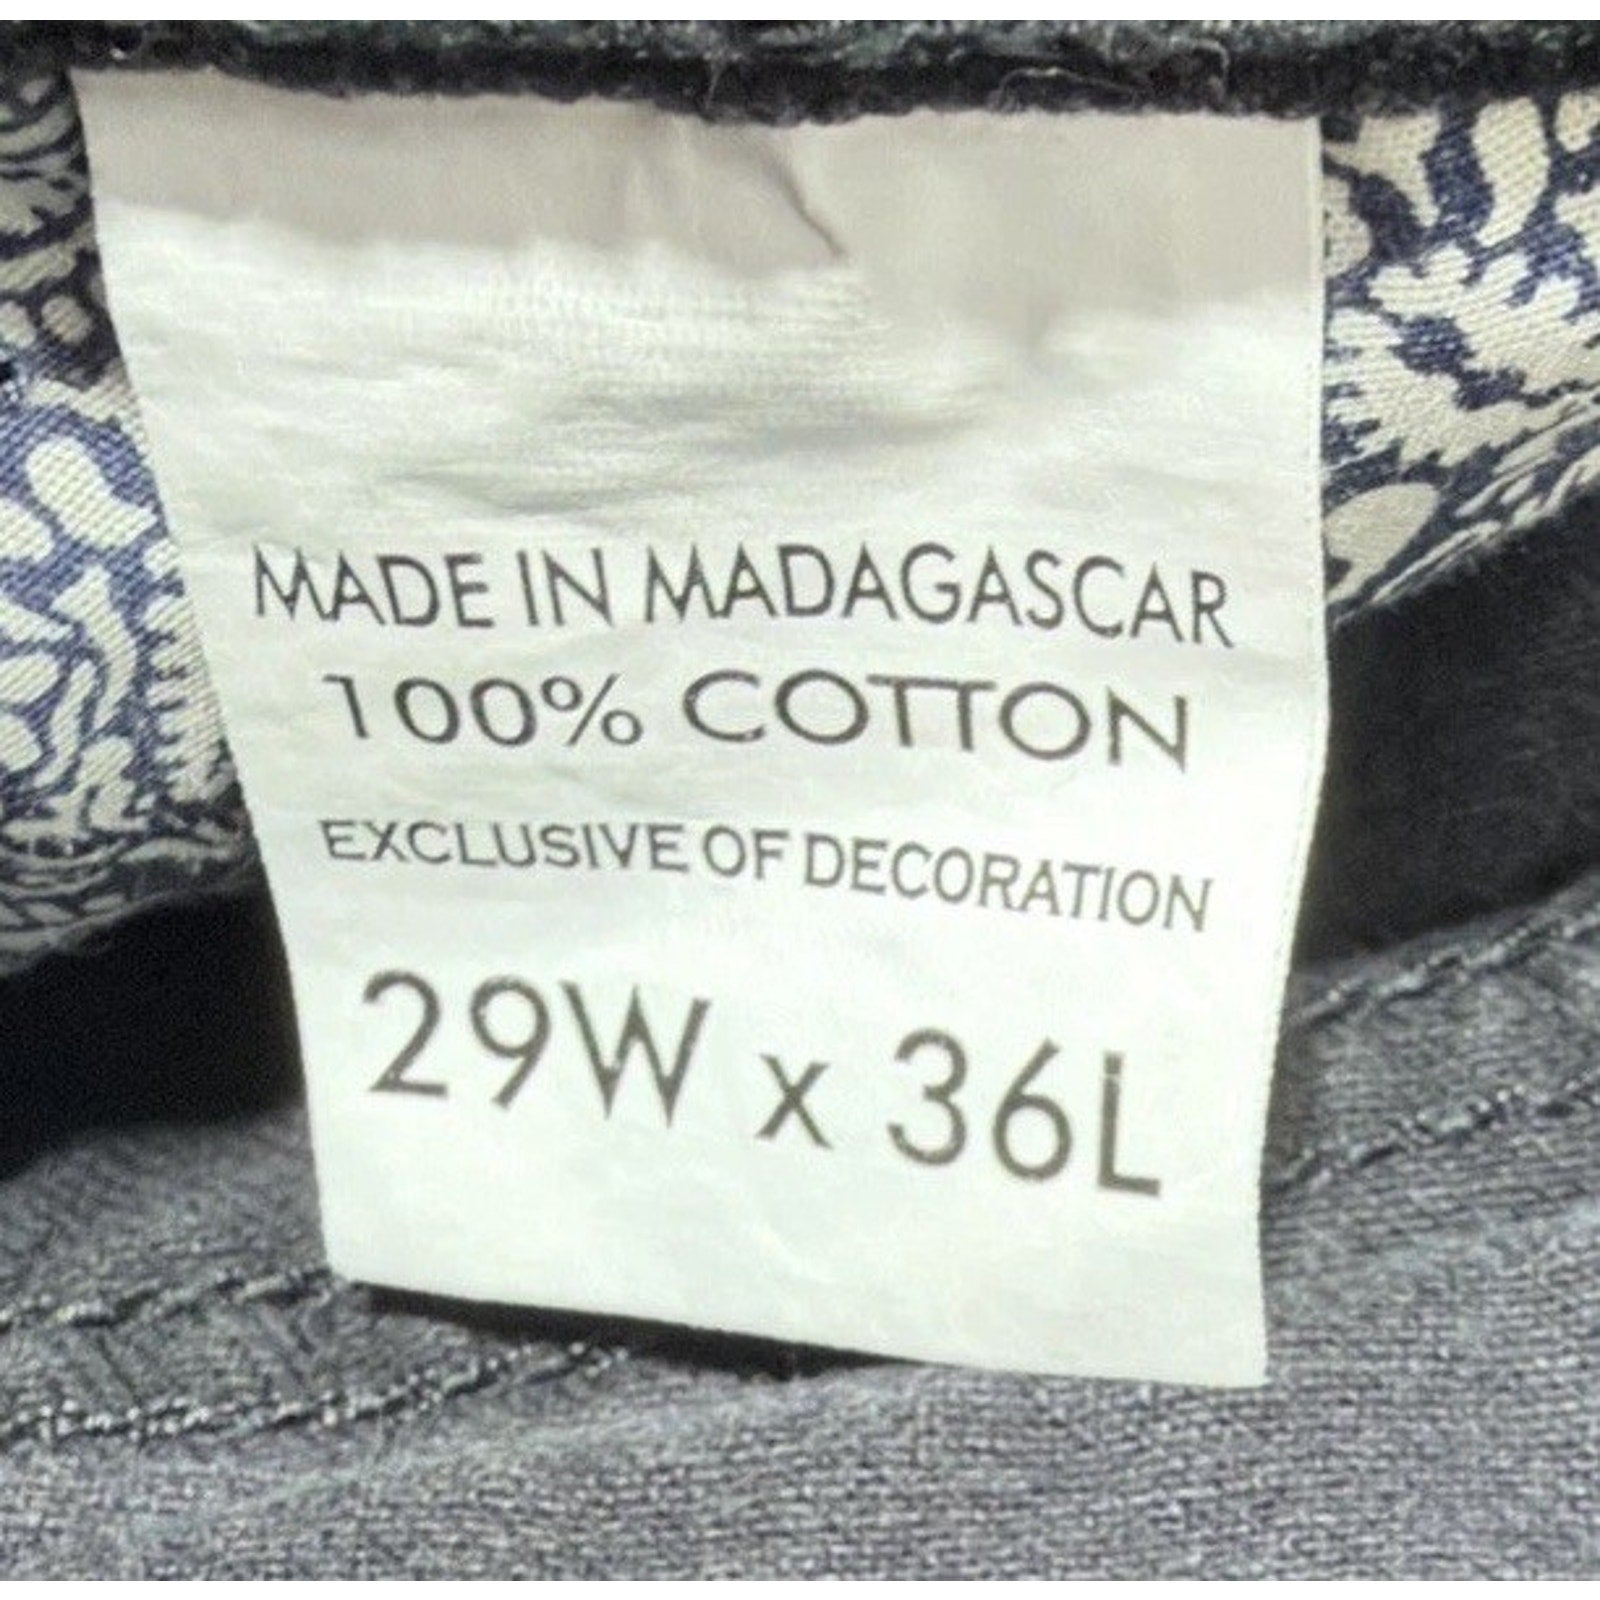 MADE IN MADAGASCAR
100% COTTON
EXCLUSIVE OF DECORATION
29W x 36L